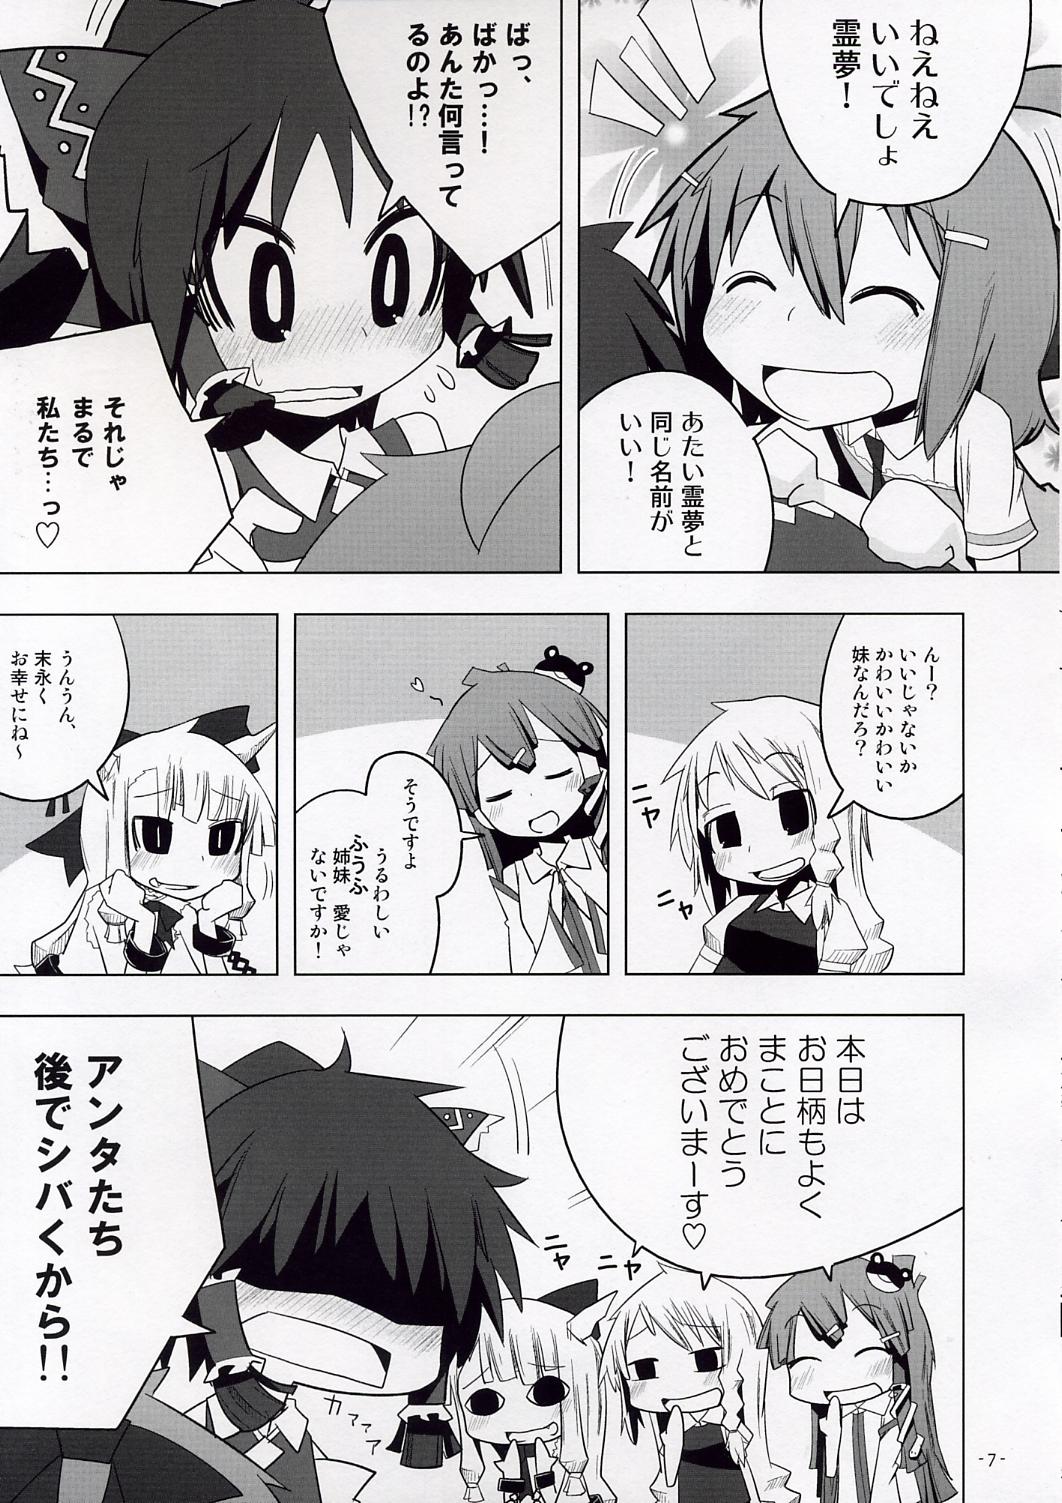 ねえねえ
いいでしょ
霊夢！
あたい霊夢と
同じ名前が
いい！
ばっ、
ばかっ…！
あんた何言って
るのよ!?
それじゃ
まるで
私たち…っ♡
んー？
いいじゃないか
かわいいかわいい
妹なんだろ？
ニヤ
ニヤ
そうですよ
うるわしい
ふうふ
姉妹愛じゃ
ないですか！
うんうん、
末永く
お幸せにね～
本日は
お日柄もよく
まことに
おめでとう
ございまーす♡
ニヤ
ニヤ
カァァァ
アンタたち
後でシバくから!!
-7-